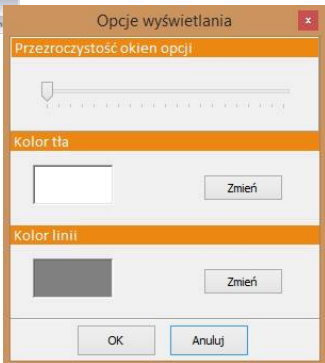 Opcje wyświetlania
x
Przezroczystość okien opcji
Kolor tła
Zmień
Kolor linii
Zmień
OK Anuluj